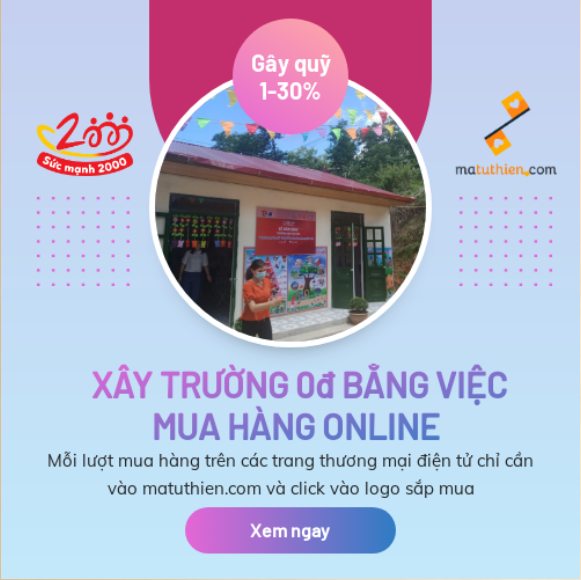 Gây quỹ
1-30%
2000
Sức mạnh 2000
matuthien.com
XÂY TRƯỜNG 0đ BẰNG VIỆC
MUA HÀNG ONLINE
Mỗi lượt mua hàng trên các trang thương mại điện tử chỉ cần
vào matuthien.com và click vào logo sắp mua
Xem ngay